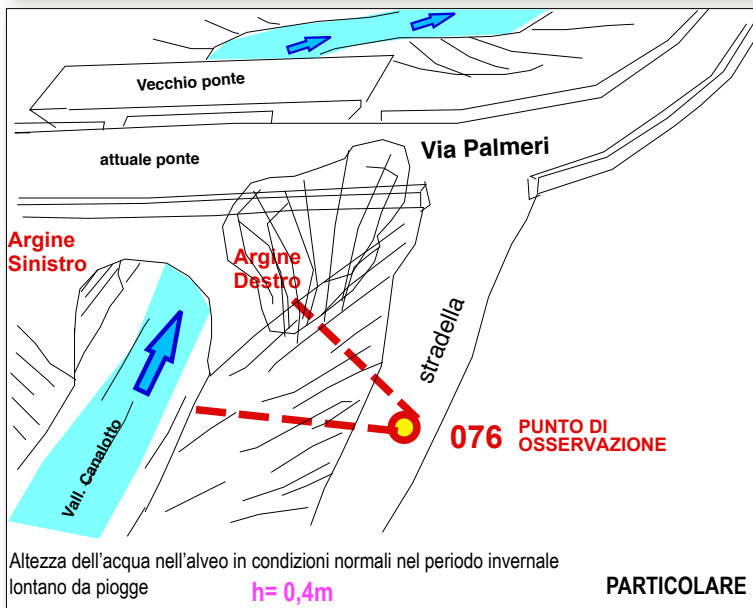 Vecchio ponte
attuale ponte
Via Palmeri
Argine
Sinistro
Argine
Destro
stradella
Vall. Canalotto
076 PUNTO DI
OSSERVAZIONE
Altezza dell'acqua nell'alveo in condizioni normali nel periodo invernale
lontano da piogge
h= 0,4m
PARTICOLARE